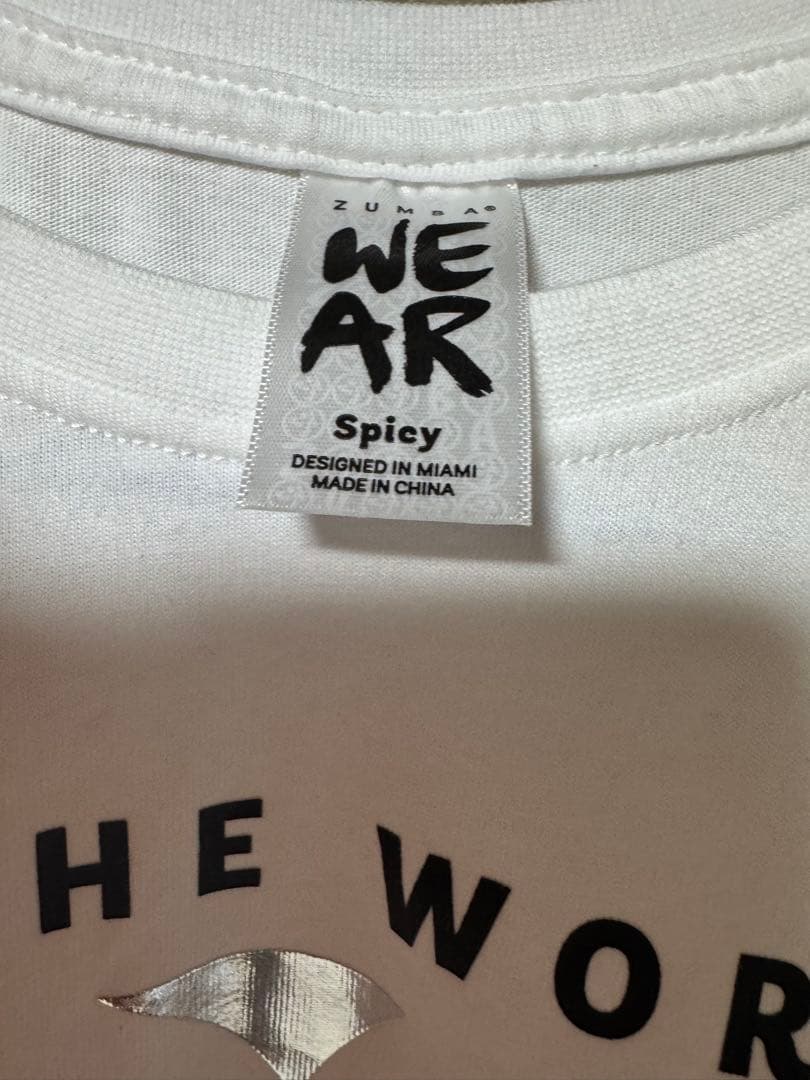 ZUMBA®
WE
AR
Spicy
DESIGNED IN MIAMI
MADE IN CHINA
HE WOR